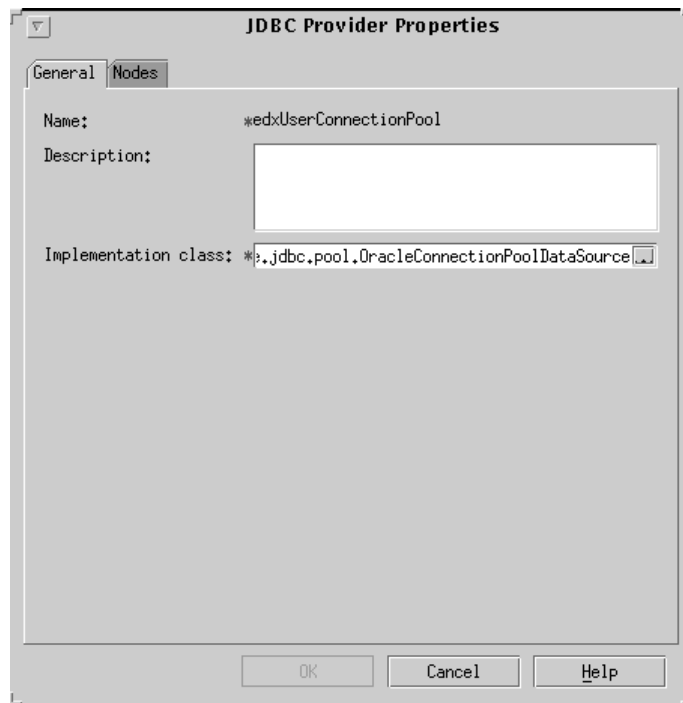 JDBC Provider Properties
General Nodes
Name: *edxUserConnectionPool
Description:
Implementation class: *e.jdbc.pool.OracleConnectionPoolDataSource ...
OK Cancel Help